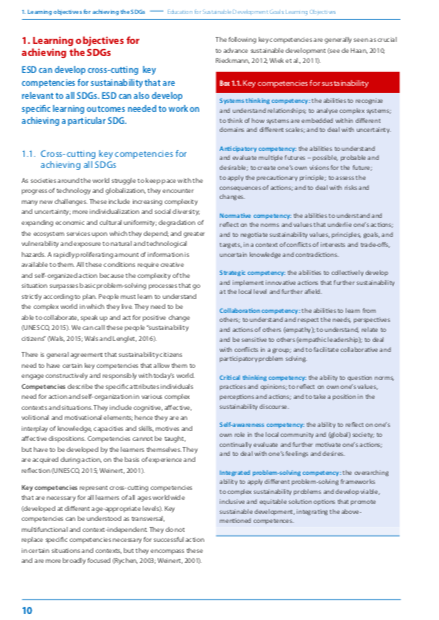 1. Learning objectives for achieving the SDGs — Education for Sustainable Development Goals Learning Objectives
1. Learning objectives for
achieving the SDGs
ESD can develop cross-cutting key
competencies for sustainability that are
relevant to all SDGs. ESD can also develop
specific learning outcomes needed to work on
achieving a particular SDG.
1.1. Cross-cutting key competencies for
achieving all SDGs
As societies around the world struggle to keep pace with the
progress of technology and globalization, they encounter
many new challenges. These include increasing complexity
and uncertainty; more individualization and social diversity;
expanding economic and cultural uniformity; degradation of
the ecosystem services upon which they depend; and greater
vulnerability and exposure to natural and technological
hazards. A rapidly proliferating amount of information is
available to them. All these conditions require creative
and self-organized action because the complexity of the
situation surpasses basic problem-solving processes that go
strictly according to plan. People must learn to understand
the complex world in which they live. They need to be
able to collaborate, speak up and act for positive change
(UNESCO, 2015). We can call these people “sustainability
citizens” (Wals, 2015; Wals and Lenglet, 2016).
There is general agreement that sustainability citizens
need to have certain key competencies that allow them to
engage constructively and responsibly with today’s world.
Competencies describe the specific attributes individuals
need for action and self-organization in various complex
contexts and situations. They include cognitive, affective,
volitional and motivational elements; hence they are an
interplay of knowledge, capacities and skills, motives and
affective dispositions. Competencies cannot be taught,
but have to be developed by the learners themselves. They
are acquired during action, on the basis of experience and
reflection (UNESCO, 2015; Weinert, 2001).
Key competencies represent cross-cutting competencies
that are necessary for all learners of all ages worldwide
(developed at different age-appropriate levels). Key
competencies can be understood as transversal,
multifunctional and context-independent. They do not
replace specific competencies necessary for successful action
in certain situations and contexts, but they encompass these
and are more broadly focused (Rychen, 2003; Weinert, 2001).
The following key competencies are generally seen as crucial
to advance sustainable development (see de Haan, 2010;
Rieckmann, 2012; Wiek et al., 2011).
Box 1.1. Key competencies for sustainability
Systems thinking competency: the abilities to recognize
and understand relationships; to analyse complex systems;
to think of how systems are embedded within different
domains and different scales; and to deal with uncertainty.
Anticipatory competency: the abilities to understand
and evaluate multiple futures – possible, probable and
desirable; to create one’s own visions for the future;
to apply the precautionary principle; to assess the
consequences of actions; and to deal with risks and
changes.
Normative competency: the abilities to understand and
reflect on the norms and values that underlie one’s actions;
and to negotiate sustainability values, principles, goals, and
targets, in a context of conflicts of interests and trade-offs,
uncertain knowledge and contradictions.
Strategic competency: the abilities to collectively develop
and implement innovative actions that further sustainability
at the local level and further afield.
Collaboration competency: the abilities to learn from
others; to understand and respect the needs, perspectives
and actions of others (empathy); to understand, relate to
and be sensitive to others (empathic leadership); to deal
with conflicts in a group; and to facilitate collaborative and
participatory problem solving.
Critical thinking competency: the ability to question norms,
practices and opinions; to reflect on own one’s values,
perceptions and actions; and to take a position in the
sustainability discourse.
Self-awareness competency: the ability to reflect on one’s
own role in the local community and (global) society; to
continually evaluate and further motivate one’s actions;
and to deal with one’s feelings and desires.
Integrated problem-solving competency: the overarching
ability to apply different problem-solving frameworks
to complex sustainability problems and develop viable,
inclusive and equitable solution options that promote
sustainable development, integrating the above-
mentioned competences.
10